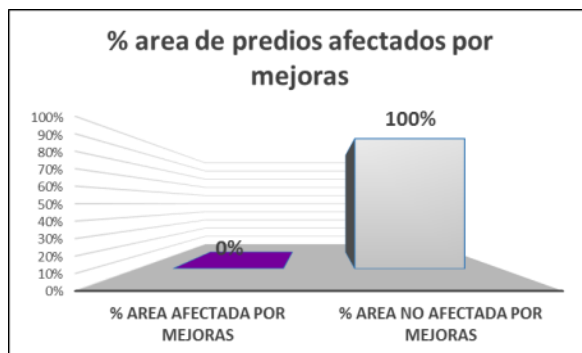 % area de predios afectados por
mejoras
100%
90%
80%
70%
60%
50%
40%
30%
20%
10%
0%
0%
100%
% AREA AFECTADA POR
MEJORAS
% AREA NO AFECTADA POR
MEJORAS